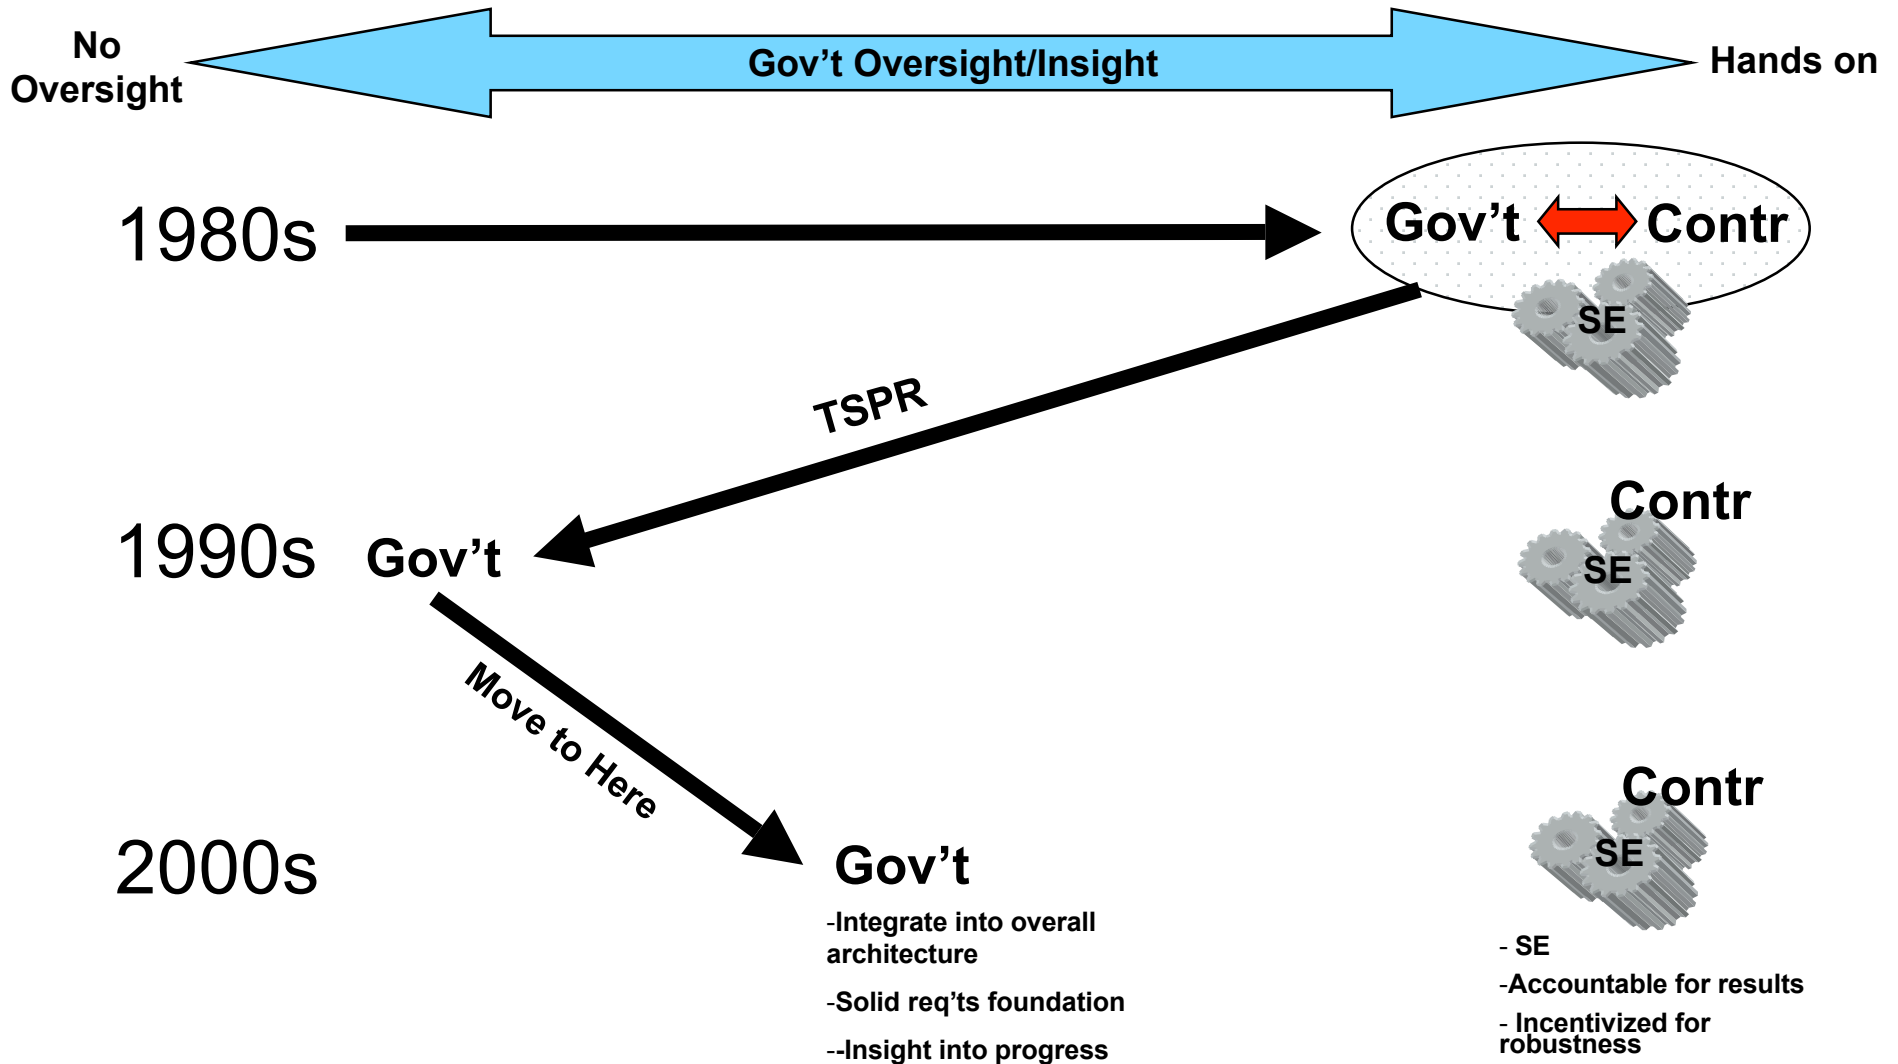 No
Oversight
Gov't Oversight/Insight
Hands on
1980s
Gov't
Contr
SE
TSPR
1990s
Gov't
Contr
SE
Move to Here
2000s
Gov't
Contr
SE
-Integrate into overall
architecture
-Solid req'ts foundation
--Insight into progress
- SE
-Accountable for results
- Incentivized for
robustness